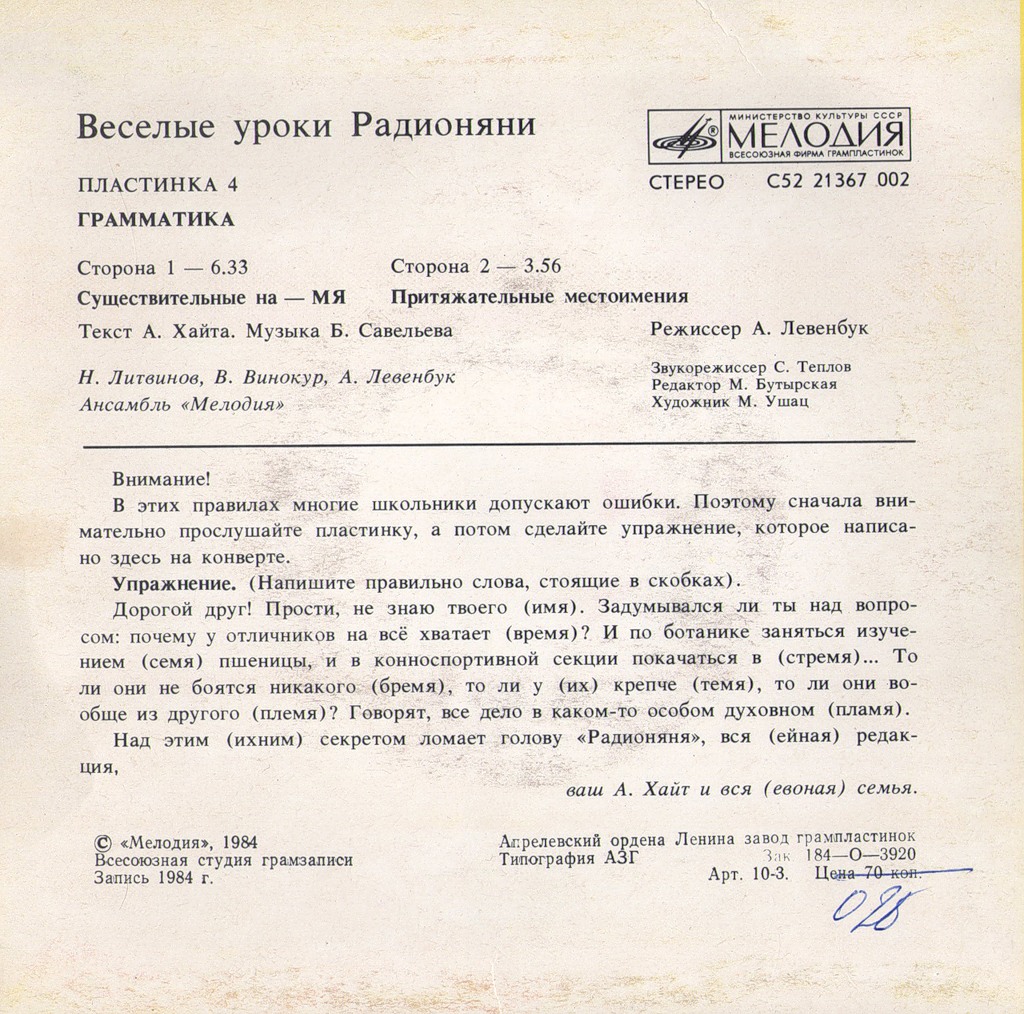 Веселые уроки Радионяни
МИНИСТЕРСТВО КУЛЬТУРЫ СССР
МЕЛОДИЯ
ВСЕСОЮЗНАЯ ФИРМА ГРАМПЛАСТИНОК
®
ПЛАСТИНКА 4
СТЕРЕО С52 21367 002
ГРАММАТИКА
Сторона 1 — 6.33 Сторона 2 — 3.56
Существительные на — МЯ Притяжательные местоимения
Текст А. Хайта. Музыка Б. Савельева Режиссер А. Левенбук
Н. Литвинов, В. Винокур, А. Левенбук
Ансамбль «Мелодия»
Звукорежиссер С. Теплов
Редактор М. Бутырская
Художник М. Ушац
Внимание!
В этих правилах многие школьники допускают ошибки. Поэтому сначала вни-
мательно прослушайте пластинку, а потом сделайте упражнение, которое написа-
но здесь на конверте.
Упражнение. (Напишите правильно слова, стоящие в скобках).
Дорогой друг! Прости, не знаю твоего (имя). Задумывался ли ты над вопро-
сом: почему у отличников на всё хватает (время)? И по ботанике заняться изуче-
нием (семя) пшеницы, и в конноспортивной секции покачаться в (стремя)... То
ли они не боятся никакого (бремя), то ли у (их) крепче (темя), то ли они во-
обще из другого (племя)? Говорят, все дело в каком-то особом духовном (пламя).
Над этим (ихним) секретом ломает голову «Радионяня», вся (ейная) редак-
ция,
ваш А. Хайт и вся (евоная) семья.
© «Мелодия», 1984
Всесоюзная студия грамзаписи
Запись 1984 г.
Апрелевский ордена Ленина завод грампластинок
Типография АЗГ Зак 184—О—3920
Арт. 10-3. Цена 70 коп.